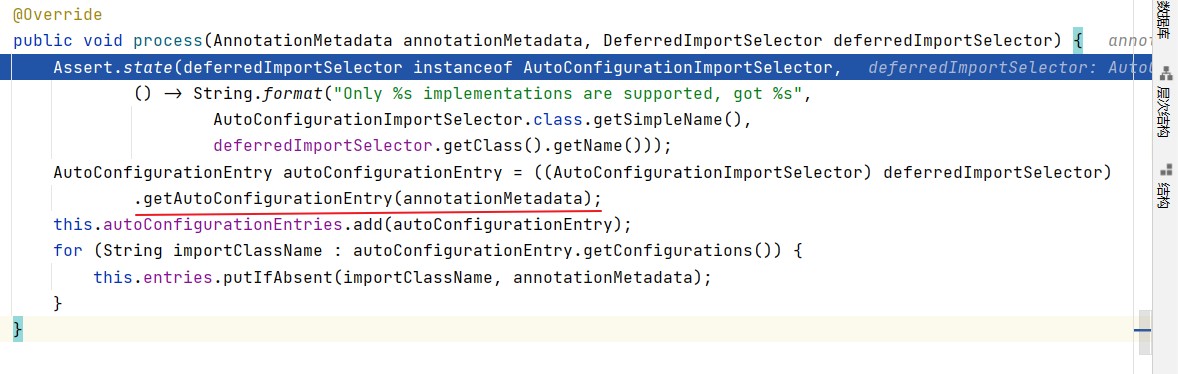 @Override
public void process(AnnotationMetadata annotationMetadata, DeferredImportSelector deferredImportSelector) {
    Assert.state(deferredImportSelector instanceof AutoConfigurationImportSelector,   deferredImportSelector:
            () → String.format("Only %s implementations are supported, got %s",
                    AutoConfigurationImportSelector.class.getSimpleName(),
                    deferredImportSelector.getClass().getName()));
    AutoConfigurationEntry autoConfigurationEntry = ((AutoConfigurationImportSelector) deferredImportSelector)
            .getAutoConfigurationEntry(annotationMetadata);
    this.autoConfigurationEntries.add(autoConfigurationEntry);
    for (String importClassName : autoConfigurationEntry.getConfigurations()) {
        this.entries.putIfAbsent(importClassName, annotationMetadata);
    }
}
数据库
层次结构
结构